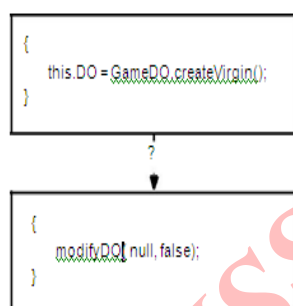 {
this.DO = GameDO.createVirgin();
}
?
{
modifyDO( null, false);
}